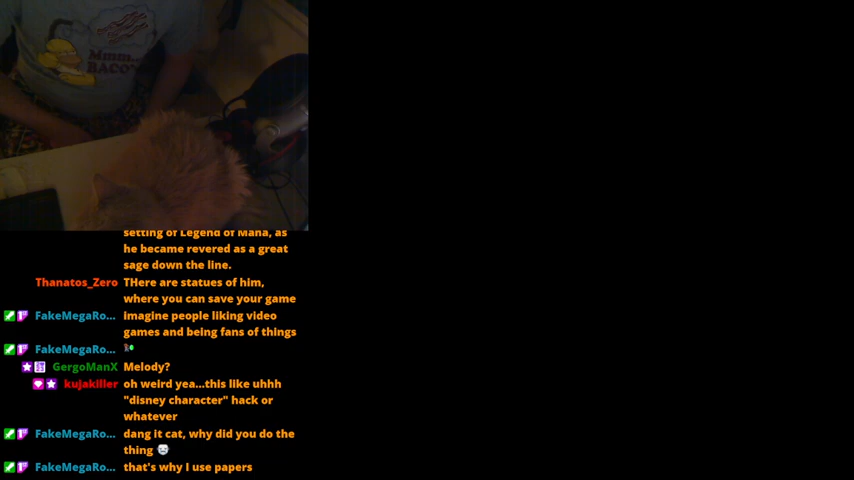 Mmm...
BACON
setting of Legend of Mana, as
he became revered as a great
sage down the line.
Thanatos_Zero THere are statues of him,
where you can save your game
FakeMegaRo... imagine people liking video
games and being fans of things
FakeMegaRo...
GergoManX Melody?
kujakiller oh weird yea...this like uhhh
"disney character" hack or
whatever
FakeMegaRo... dang it cat, why did you do the
thing
FakeMegaRo... that's why I use papers